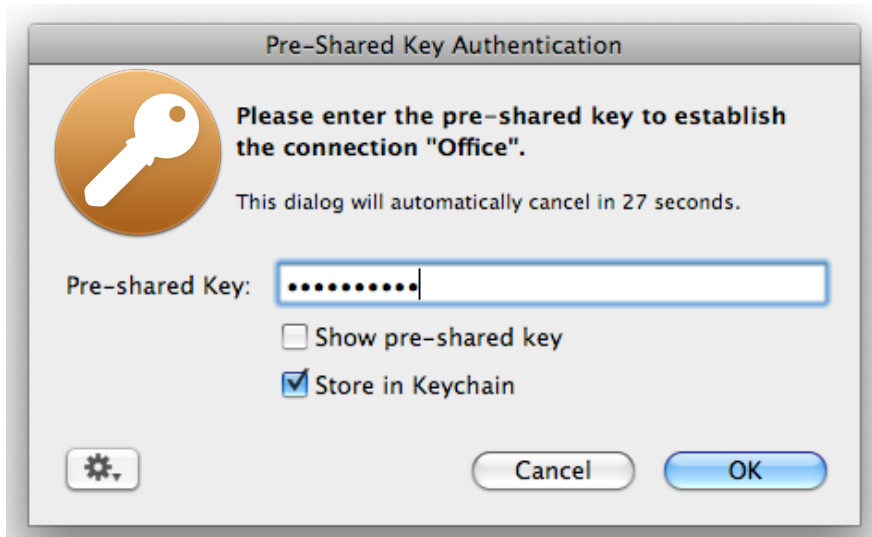 Pre-Shared Key Authentication
Please enter the pre-shared key to establish
the connection "Office".
This dialog will automatically cancel in 27 seconds.
Pre-shared Key: ••••••••••
Show pre-shared key
Store in Keychain
Cancel OK